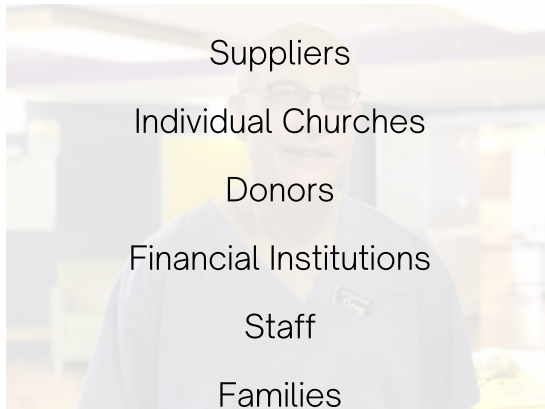 Suppliers
Individual Churches
Donors
Financial Institutions
Staff
Families